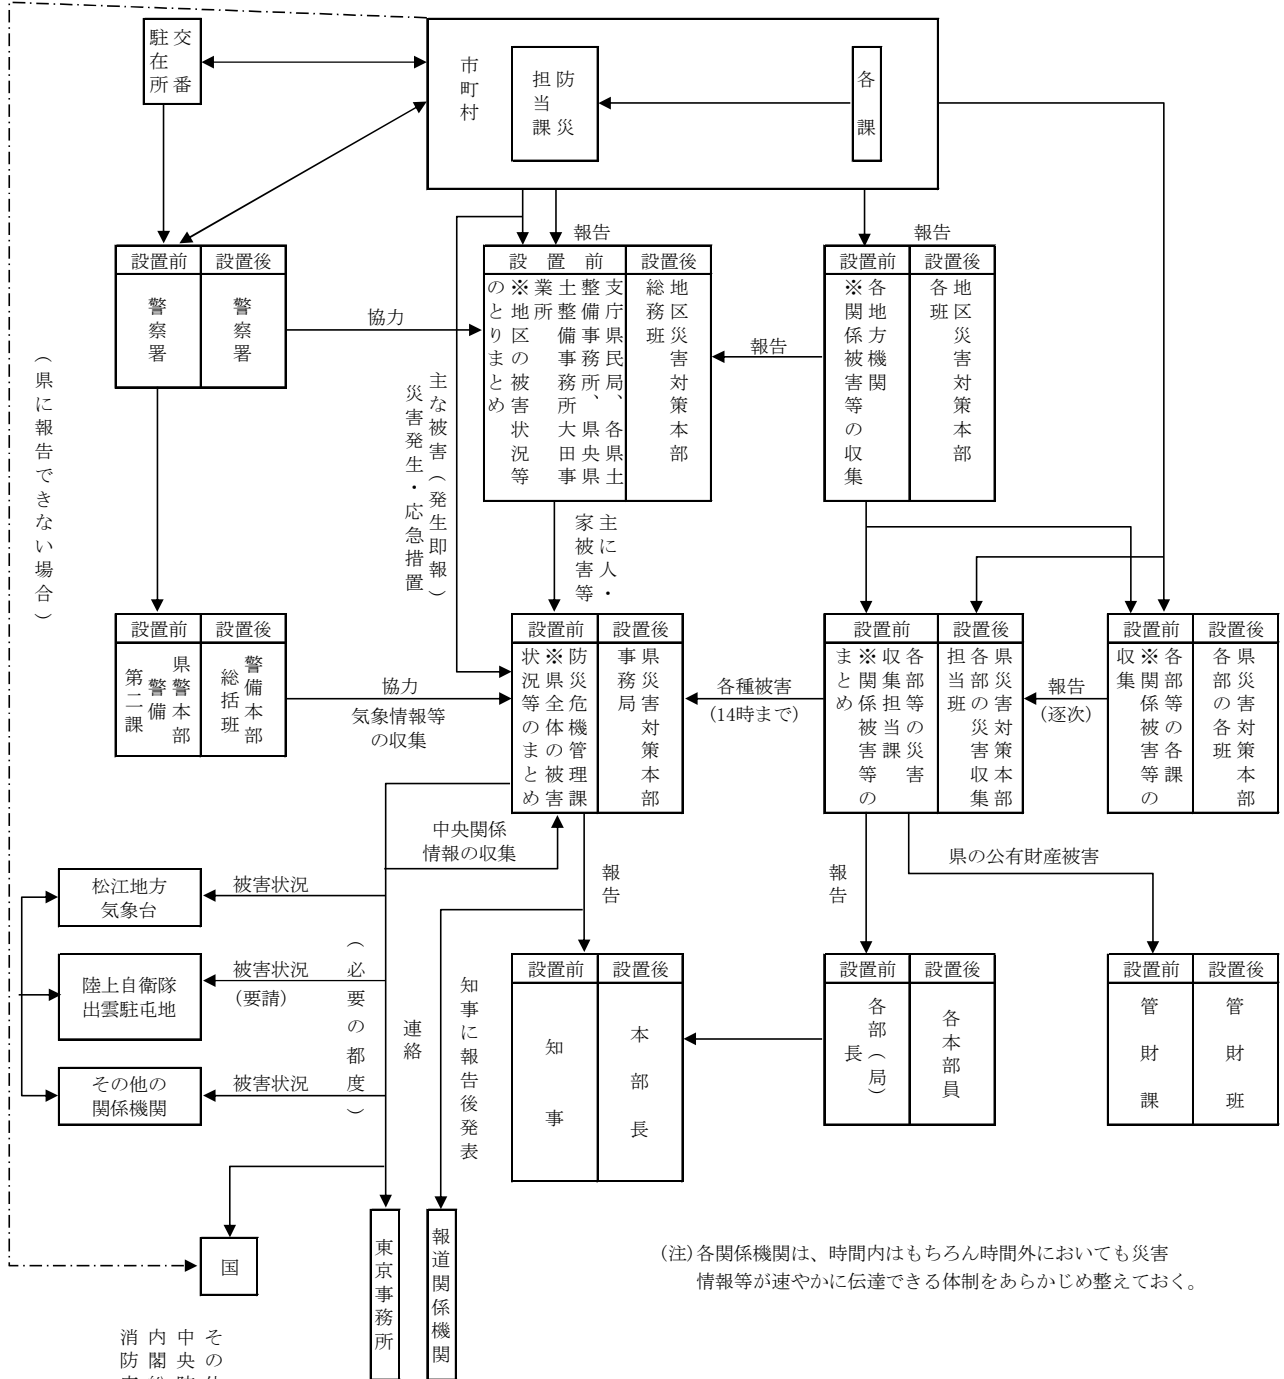 交番
駐在所
市町村
防災
担当課
各課
報告
報告
設置前
設置後
警察署
警察署
協力
設置前
設置後
支庁県民局、各県土
整備事務所、県央県
土整備事務所大田事
業所
※地区の被害状況等
のとりまとめ
地区災害対策本部
総務班
報告
設置前
設置後
各地方機関
※関係被害等の収集
地区災害対策本部
各班
(県に報告できない場合)
主な被害(発生即報)
災害発生・応急措置
主に人・
家被害等
設置前
設置後
県警本部
警備
第二課
警備本部
総括班
協力
気象情報等
の収集
設置前
設置後
防災危機管理課
※県全体の被害
状況等のまとめ
県災害対策本部
事務局
各種被害
(14時まで)
設置前
設置後
各部等の災害
収集担当課
※関係被害等の
まとめ
県災害対策本部
各部の災害収集
担当班
報告
(逐次)
設置前
設置後
各部等の各課
※関係被害等の
収集
県災害対策本部
各部の各班
中央関係
情報の収集
報告
報告
県の公有財産被害
松江地方
気象台
被害状況
陸上自衛隊
出雲駐屯地
被害状況
(要請)
その他の
関係機関
被害状況
(必要の都度)
連絡
知事に報告後発表
設置前
設置後
知事
本部長
設置前
設置後
各部(局)
長
各本部員
設置前
設置後
管財課
管財班
国
東京事務所
報道関係機関
(注)各関係機関は、時間内はもちろん時間外においても災害
情報等が速やかに伝達できる体制をあらかじめ整えておく。
その
中央
内閣
消防